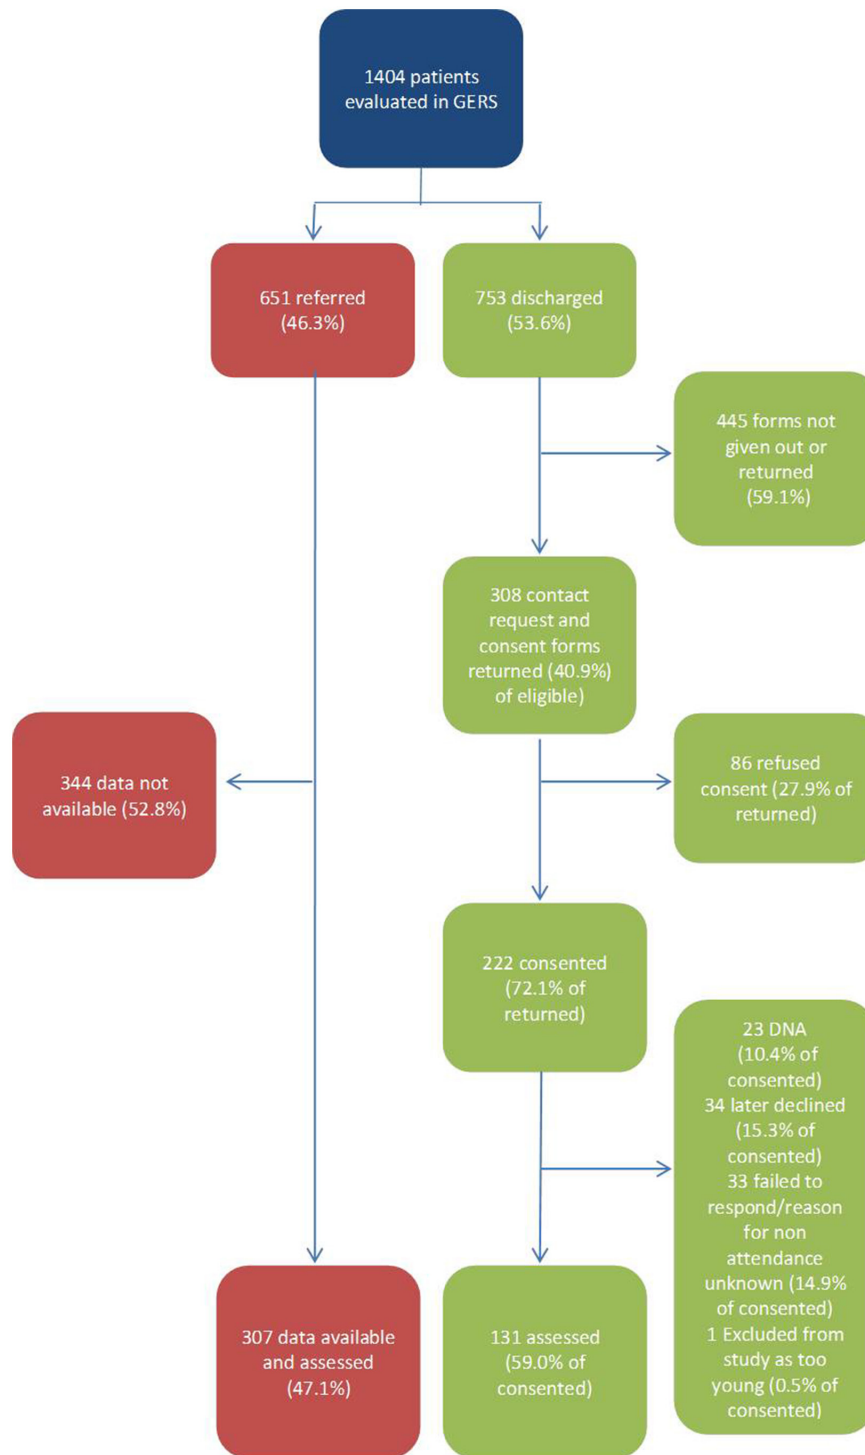 1404 patients
evaluated in GERS
651 referred
(46.3%)
753 discharged
(53.6%)
445 forms not
given out or
returned
(59.1%)
308 contact
request and
consent forms
returned (40.9%)
of eligible)
344 data not
available (52.8%)
86 refused
consent (27.9% of
returned)
222 consented
(72.1% of
returned)
23 DNA
(10.4% of
consented)
34 later declined
(15.3% of
consented)
33 failed to
respond/reason
for non
attendance
unknown (14.9%
of consented)
1 Excluded from
study as too
young (0.5% of
consented)
307 data available
and assessed
(47.1%)
131 assessed
(59.0% of
consented)